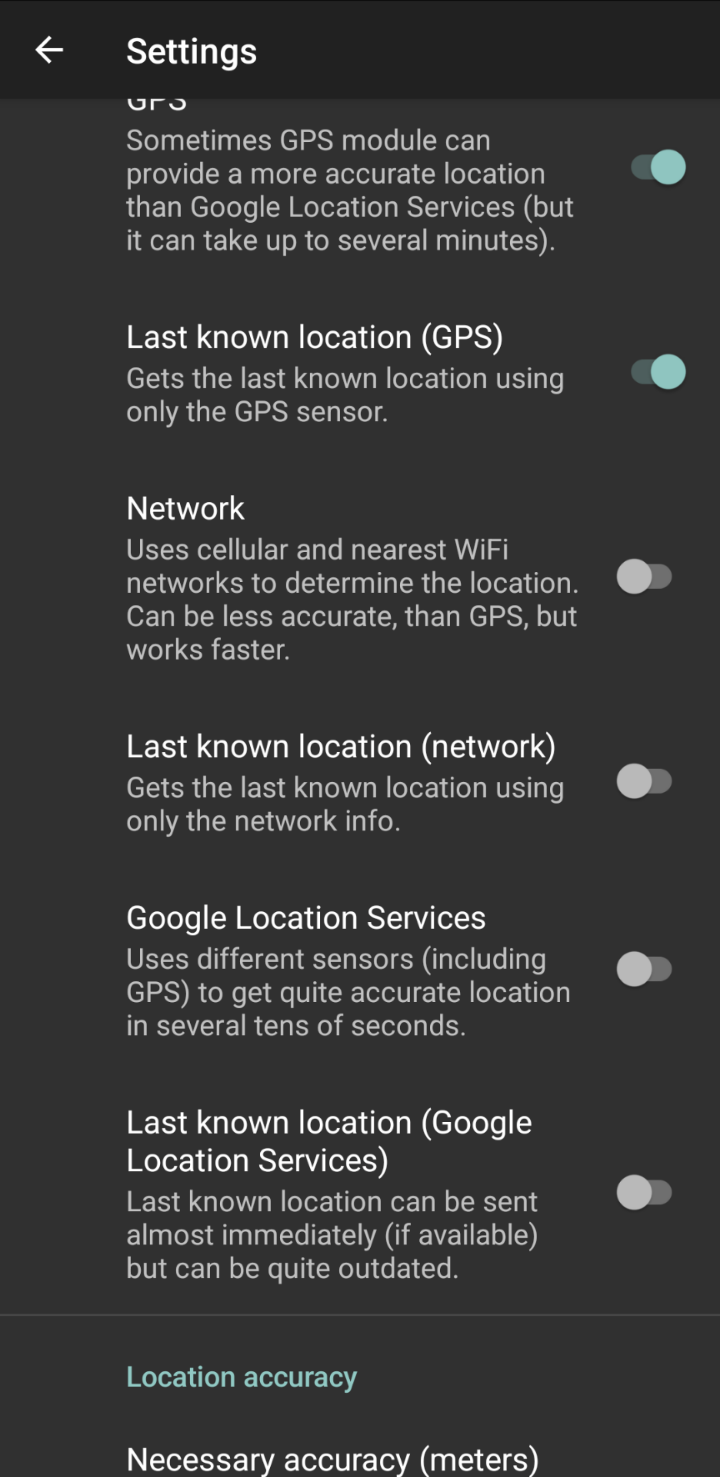 Settings
GPS
Sometimes GPS module can
provide a more accurate location
than Google Location Services (but
it can take up to several minutes).
Last known location (GPS)
Gets the last known location using
only the GPS sensor.
Network
Uses cellular and nearest WiFi
networks to determine the location.
Can be less accurate, than GPS, but
works faster.
Last known location (network)
Gets the last known location using
only the network info.
Google Location Services
Uses different sensors (including
GPS) to get quite accurate location
in several tens of seconds.
Last known location (Google
Location Services)
Last known location can be sent
almost immediately (if available)
but can be quite outdated.
Location accuracy
Necessary accuracy (meters)